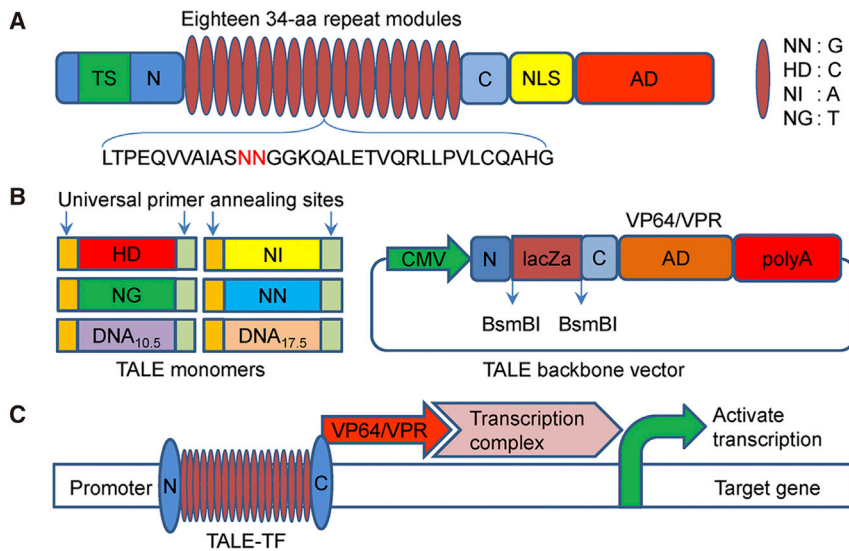 A
Eighteen 34-aa repeat modules
TS N C NLS AD
NN : G
HD : C
NI : A
NG : T
LTPEQVVAIASNNGGKQALETVQRLLPVLCQAHG
B
Universal primer annealing sites
HD NI
NG NN
DNA10.5 DNA17.5
TALE monomers
VP64/VPR
CMV N lacZa C AD polyA
BsmBI BsmBI
TALE backbone vector
C
VP64/VPR
Transcription
complex
Activate
transcription
Promoter N C Target gene
TALE-TF